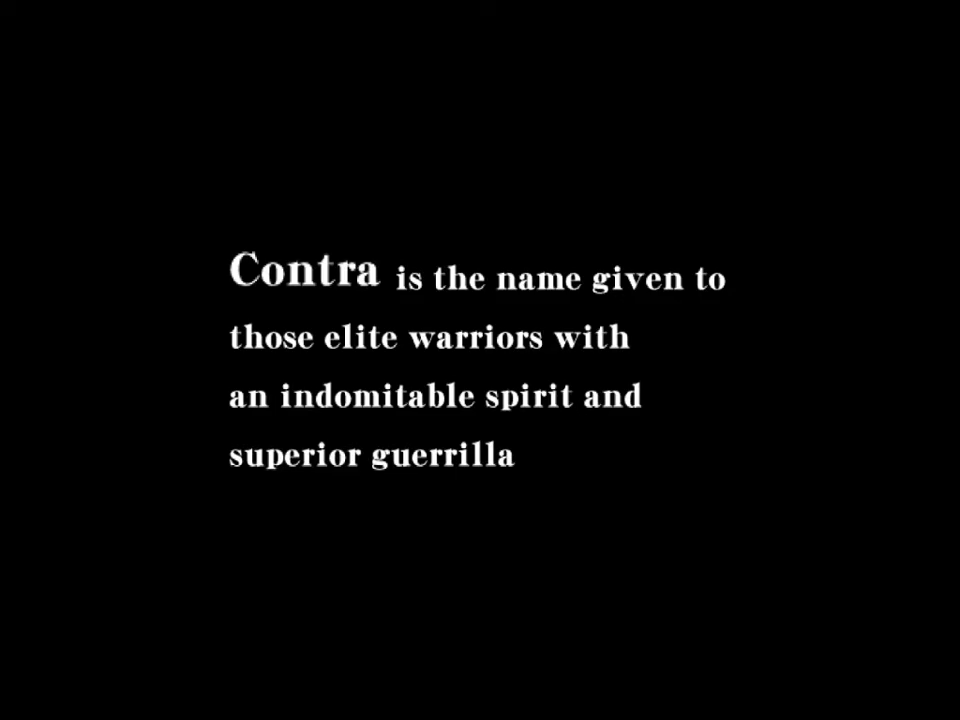 Contra is the name given to
those elite warriors with
an indomitable spirit and
superior guerrilla